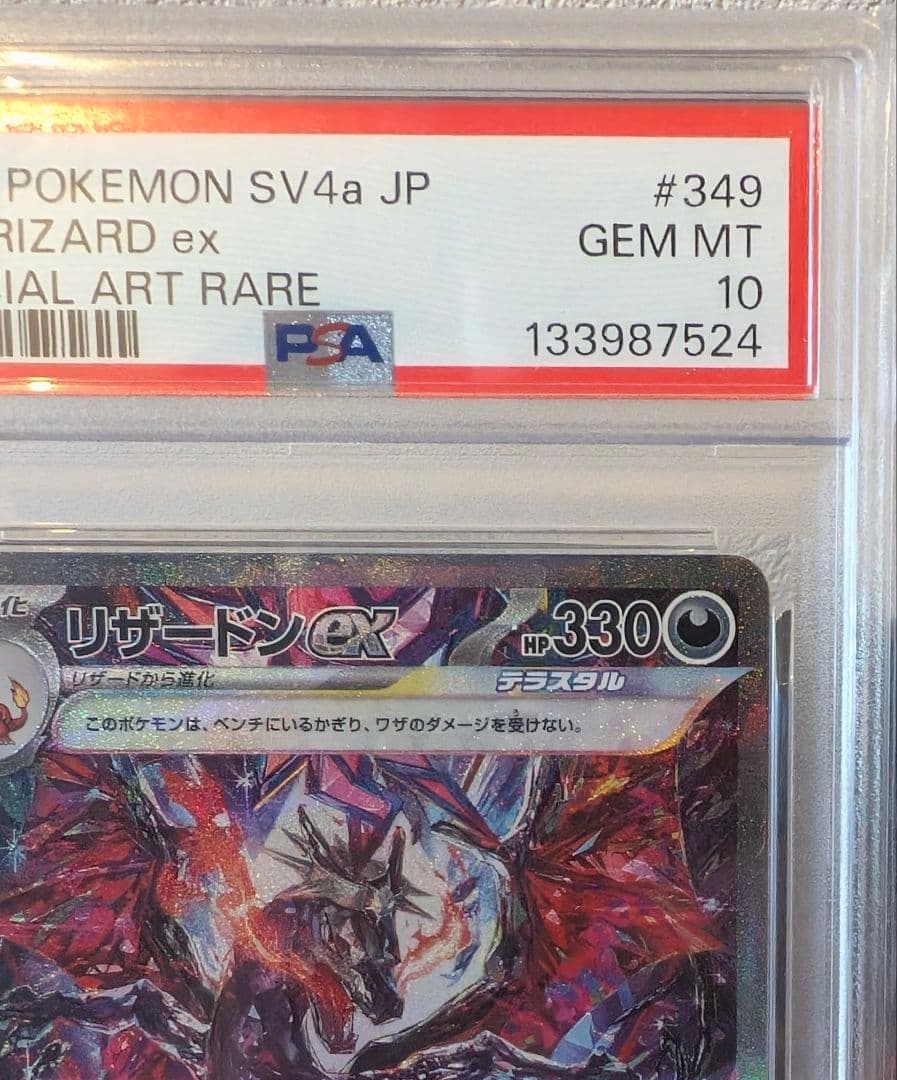 POKEMON SV4a JP #349
RIZARD ex GEM MT
IAL ART RARE 10
PSA 133987524
化 リザードンex HP330
リザードから進化 テラスタル
このポケモンは、ベンチにいるかぎり、ワザのダメージを受けない。